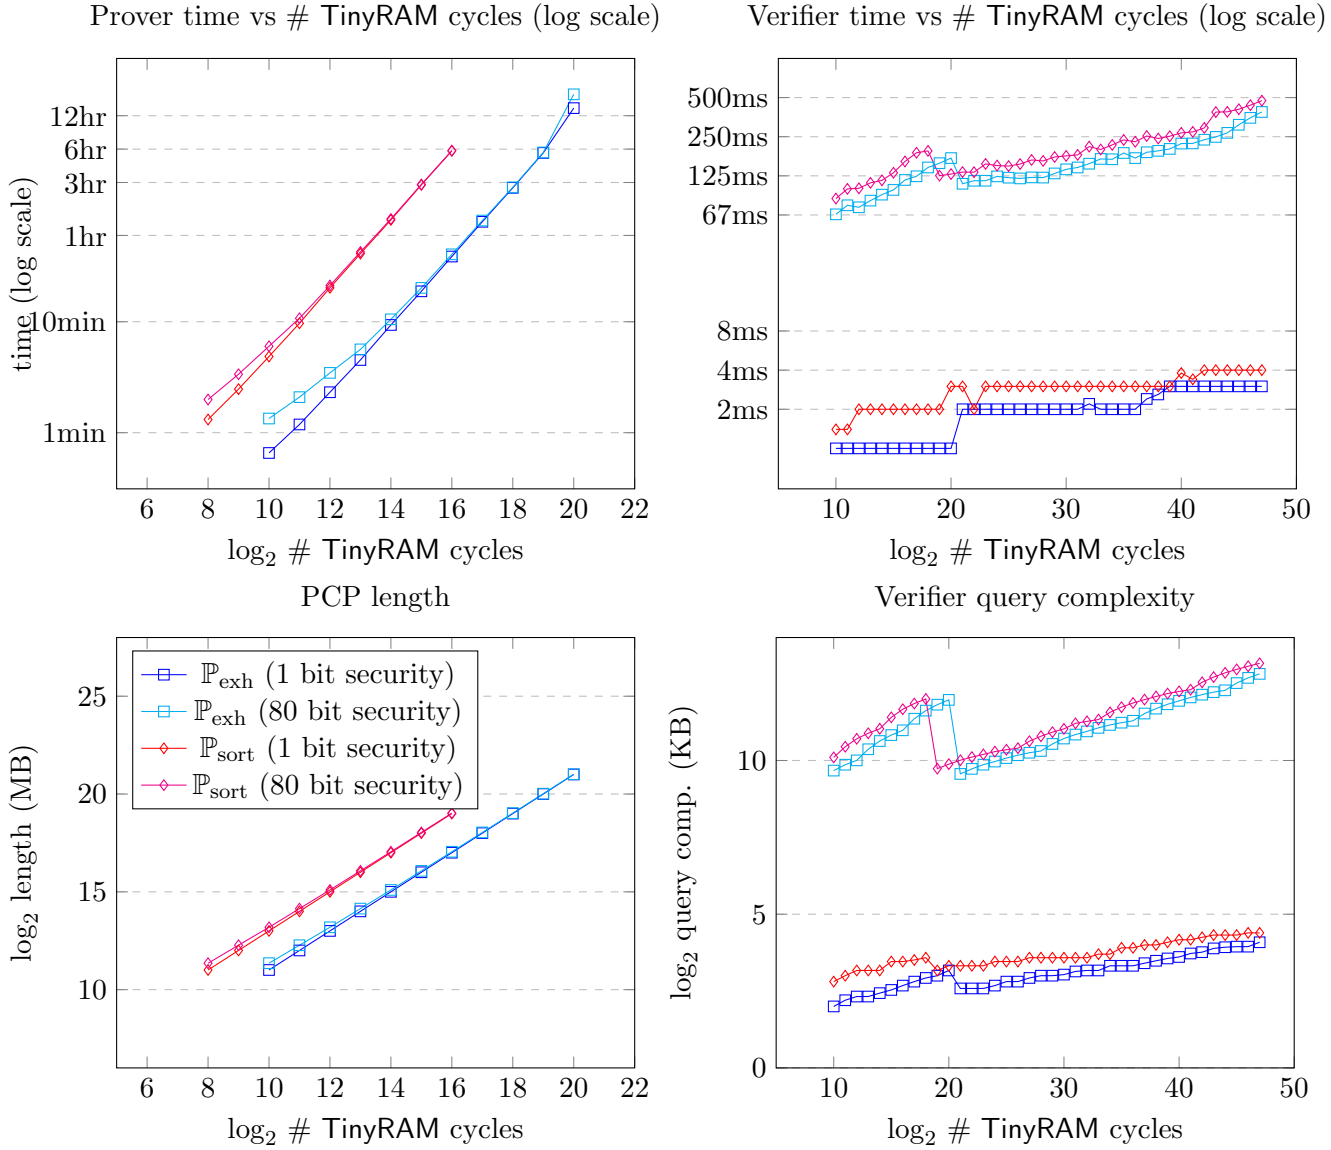 Prover time vs # TinyRAM cycles (log scale)
12hr
6hr
3hr
1hr
10min
1min
time (log scale)
6 8 10 12 14 16 18 20 22
log₂ # TinyRAM cycles
Verifier time vs # TinyRAM cycles (log scale)
500ms
250ms
125ms
67ms
8ms
4ms
2ms
10 20 30 40 50
log₂ # TinyRAM cycles
PCP length
ℙexh (1 bit security)
ℙexh (80 bit security)
ℙsort (1 bit security)
ℙsort (80 bit security)
25
20
15
10
log₂ length (MB)
6 8 10 12 14 16 18 20 22
log₂ # TinyRAM cycles
Verifier query complexity
10
5
0
log₂ query comp. (KB)
10 20 30 40 50
log₂ # TinyRAM cycles